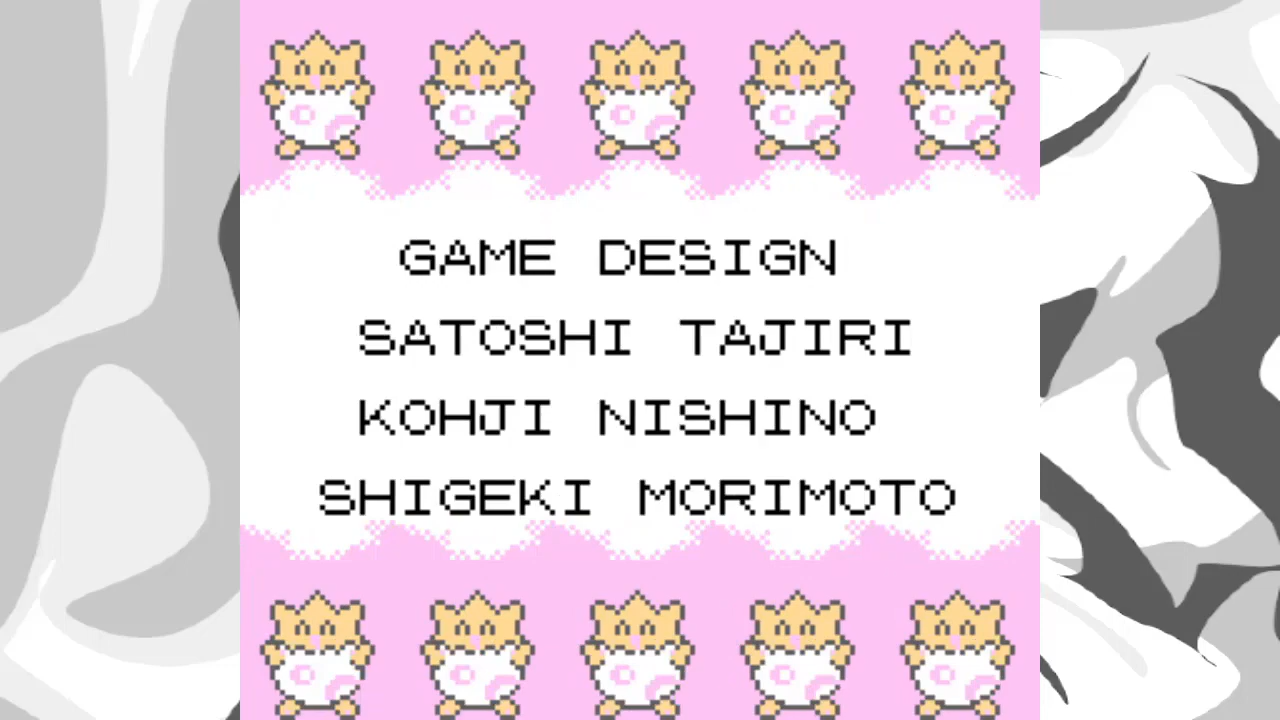 GAME DESIGN
SATOSHI TAJIRI
KOHJI NISHINO
SHIGEKI MORIMOTO